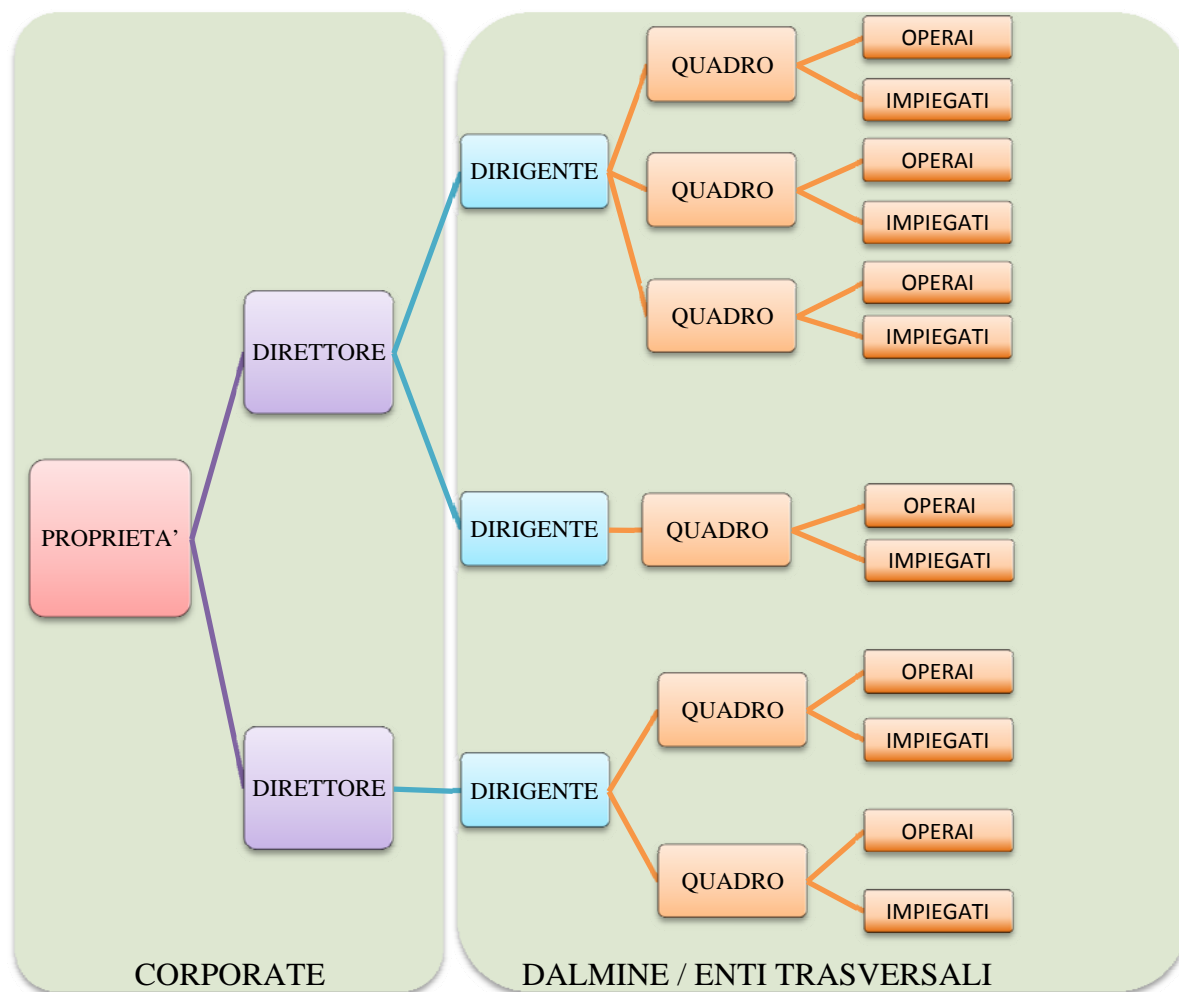 OPERAI
QUADRO
IMPIEGATI
DIRIGENTE
OPERAI
QUADRO
IMPIEGATI
OPERAI
QUADRO
IMPIEGATI
DIRETTORE
PROPRIETA’
DIRIGENTE
QUADRO
OPERAI
IMPIEGATI
OPERAI
QUADRO
IMPIEGATI
DIRETTORE
DIRIGENTE
OPERAI
QUADRO
IMPIEGATI
CORPORATE
DALMINE / ENTI TRASVERSALI